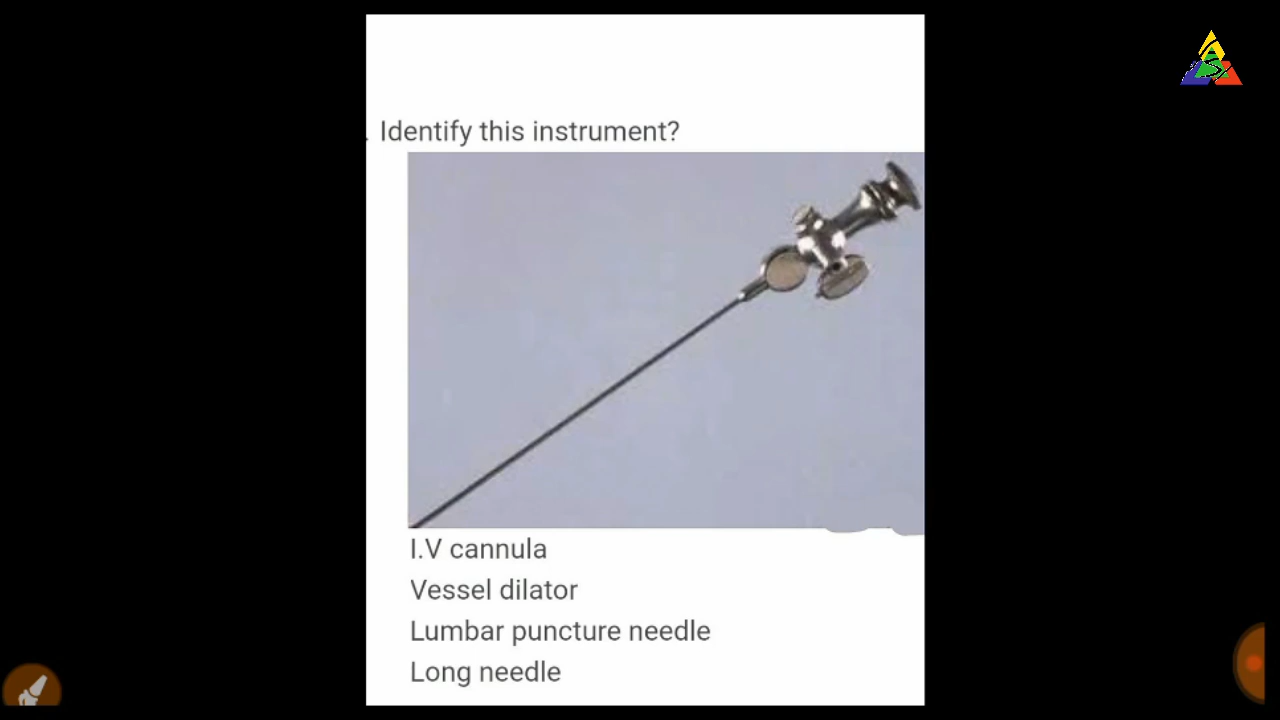 . Identify this instrument?
I.V cannula
Vessel dilator
Lumbar puncture needle
Long needle